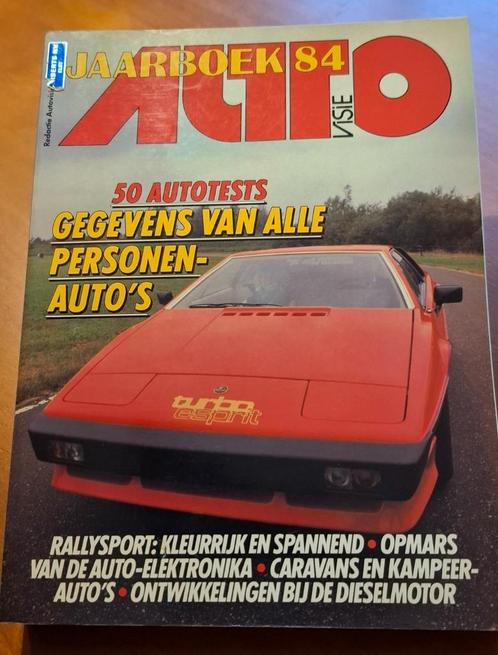 JAARBOEK 84
AUTO
VISIE
Redactie Autovisie
50 AUTOTESTS
GEGEVENS VAN ALLE
PERSONEN-
AUTO'S
turbo
esprit
RALLYSPORT: KLEURRIJK EN SPANNEND • OPMARS
VAN DE AUTO-ELEKTRONIKA • CARAVANS EN KAMPEER-
AUTO'S • ONTWIKKELINGEN BIJ DE DIESELMOTOR